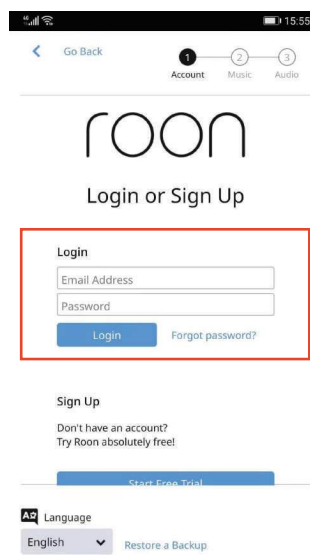 46 15:55
Go Back
1 2 3
Account Music Audio
roon
Login or Sign Up
Login
Email Address
Password
Login Forgot password?
Sign Up
Don't have an account?
Try Roon absolutely free!
Start Free Trial
Language
English Restore a Backup